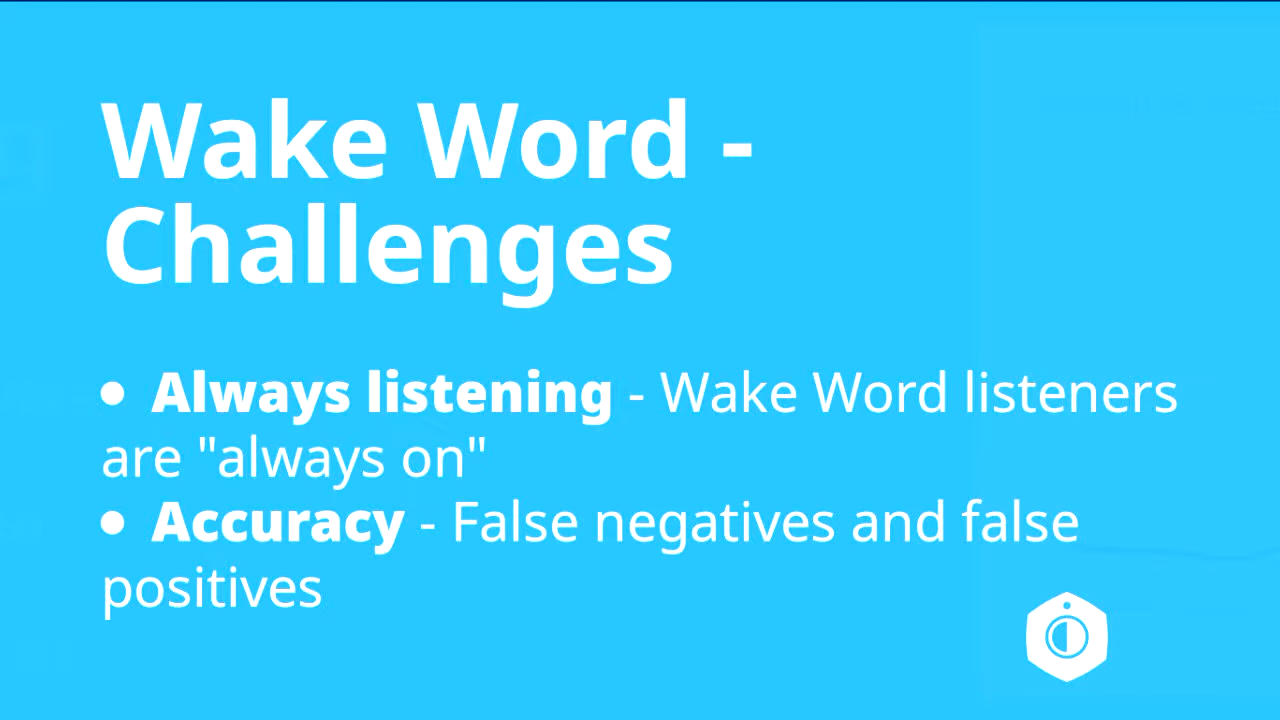 Wake Word -
Challenges
• Always listening - Wake Word listeners
are "always on"
• Accuracy - False negatives and false
positives